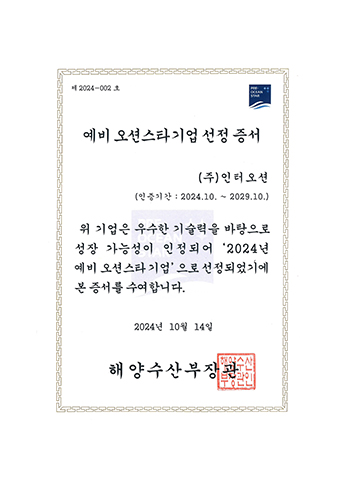 제 2024-002 호
PRE
OCEAN
STAR
예비 오션스타기업 선정 증서
(주)인터오션
(인증기간 : 2024.10. ~ 2029.10.)
위 기업은 우수한 기술력을 바탕으로
성장 가능성이 인정되어 '2024년
예비 오션스타기업'으로 선정되었기에
본 증서를 수여합니다.
2024년 10월 14일
해양수산부장관
해양수산
부장관인